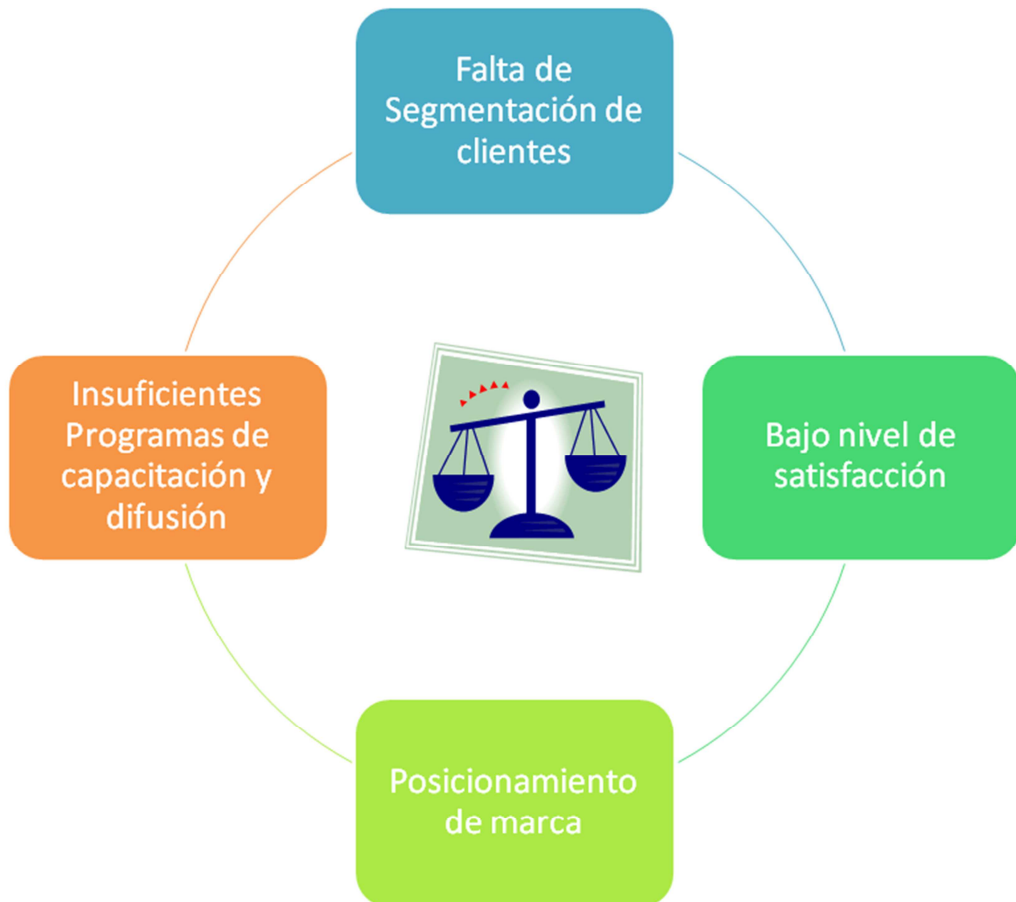 Falta de
Segmentación de
clientes
Insuficientes
Programas de
capacitación y
difusión
Bajo nivel de
satisfacción
Posicionamiento
de marca